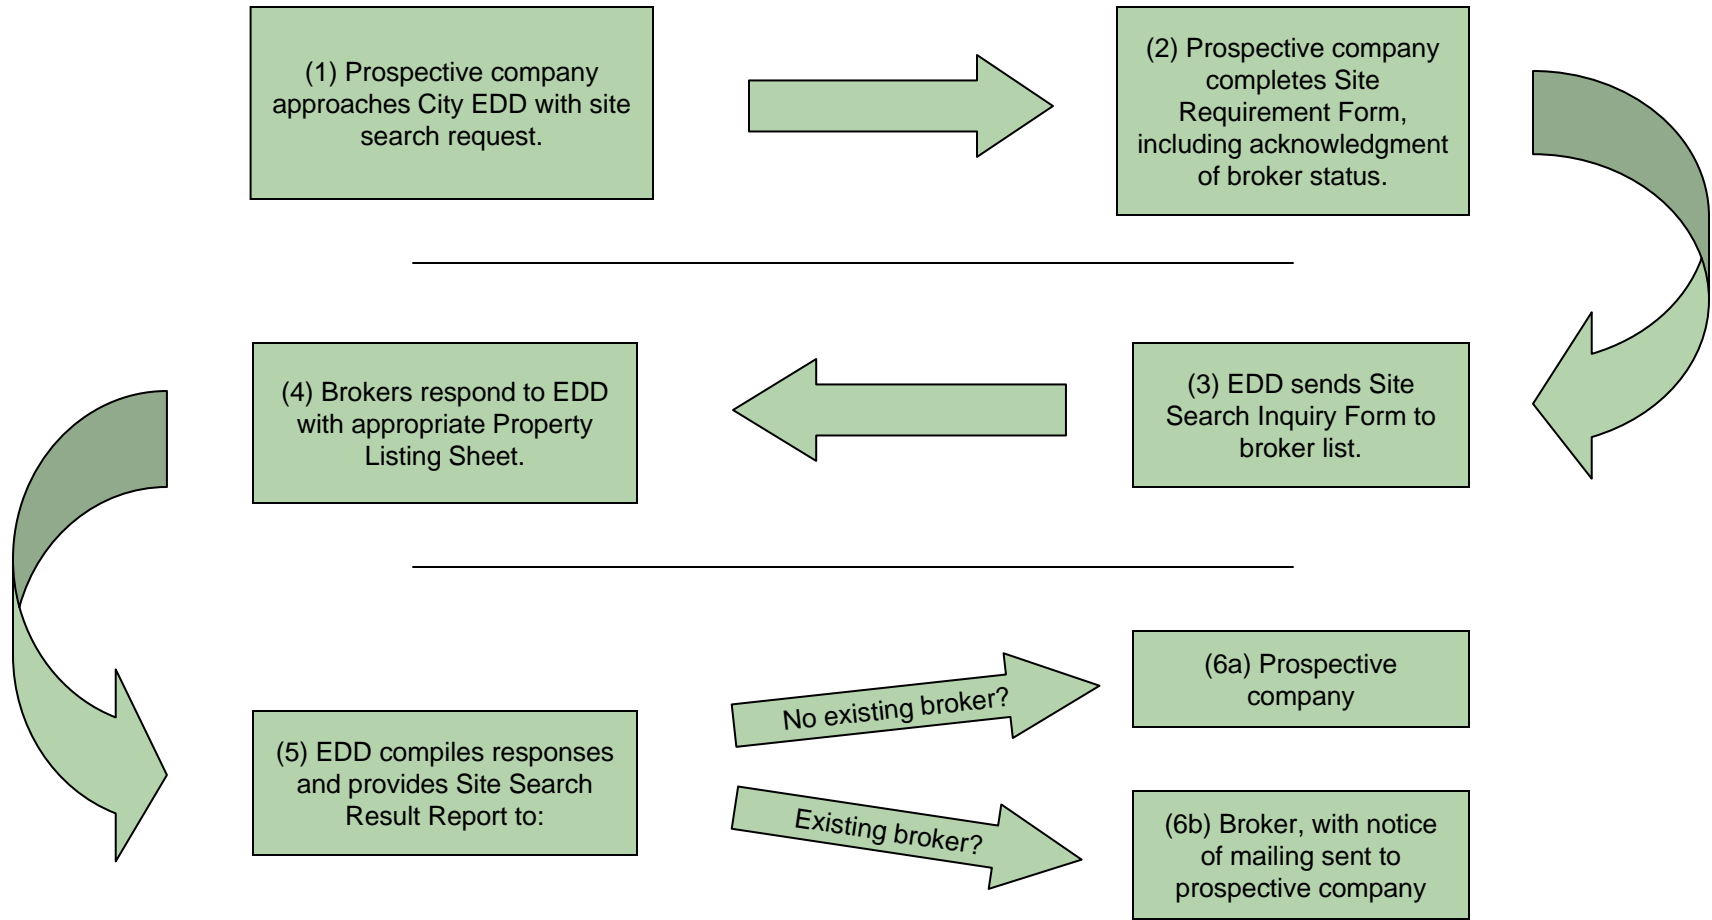 (1) Prospective company
approaches City EDD with site
search request.
(2) Prospective company
completes Site
Requirement Form,
including acknowledgment
of broker status.
(3) EDD sends Site
Search Inquiry Form to
broker list.
(4) Brokers respond to EDD
with appropriate Property
Listing Sheet.
(5) EDD compiles responses
and provides Site Search
Result Report to:
No existing broker?
(6a) Prospective
company
Existing broker?
(6b) Broker, with notice
of mailing sent to
prospective company